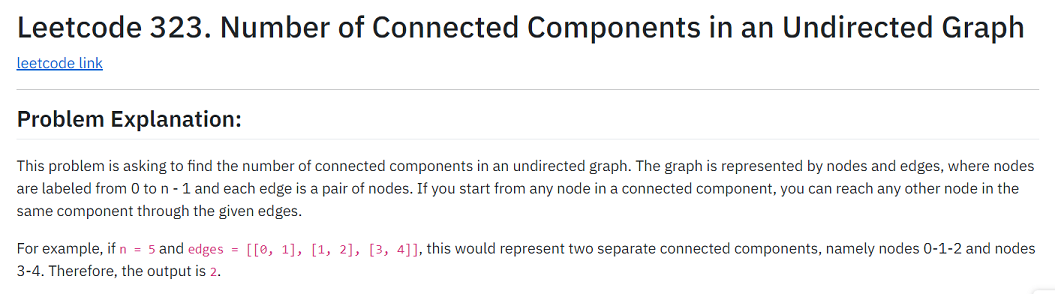 Leetcode 323. Number of Connected Components in an Undirected Graph
leetcode link
Problem Explanation:
This problem is asking to find the number of connected components in an undirected graph. The graph is represented by nodes and edges, where nodes
are labeled from 0 to n - 1 and each edge is a pair of nodes. If you start from any node in a connected component, you can reach any other node in the
same component through the given edges.
For example, if n = 5 and edges = [[0, 1], [1, 2], [3, 4]], this would represent two separate connected components, namely nodes 0-1-2 and nodes
3-4. Therefore, the output is 2.